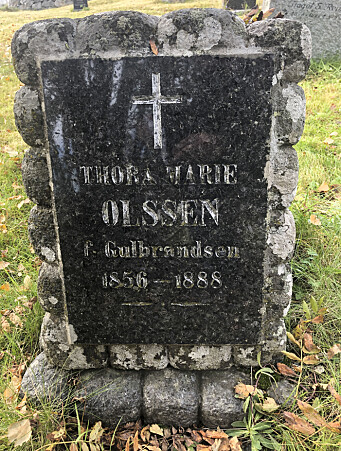 THORA MARIE
OLSSEN
f. Gulbrandsen
1856 – 1888